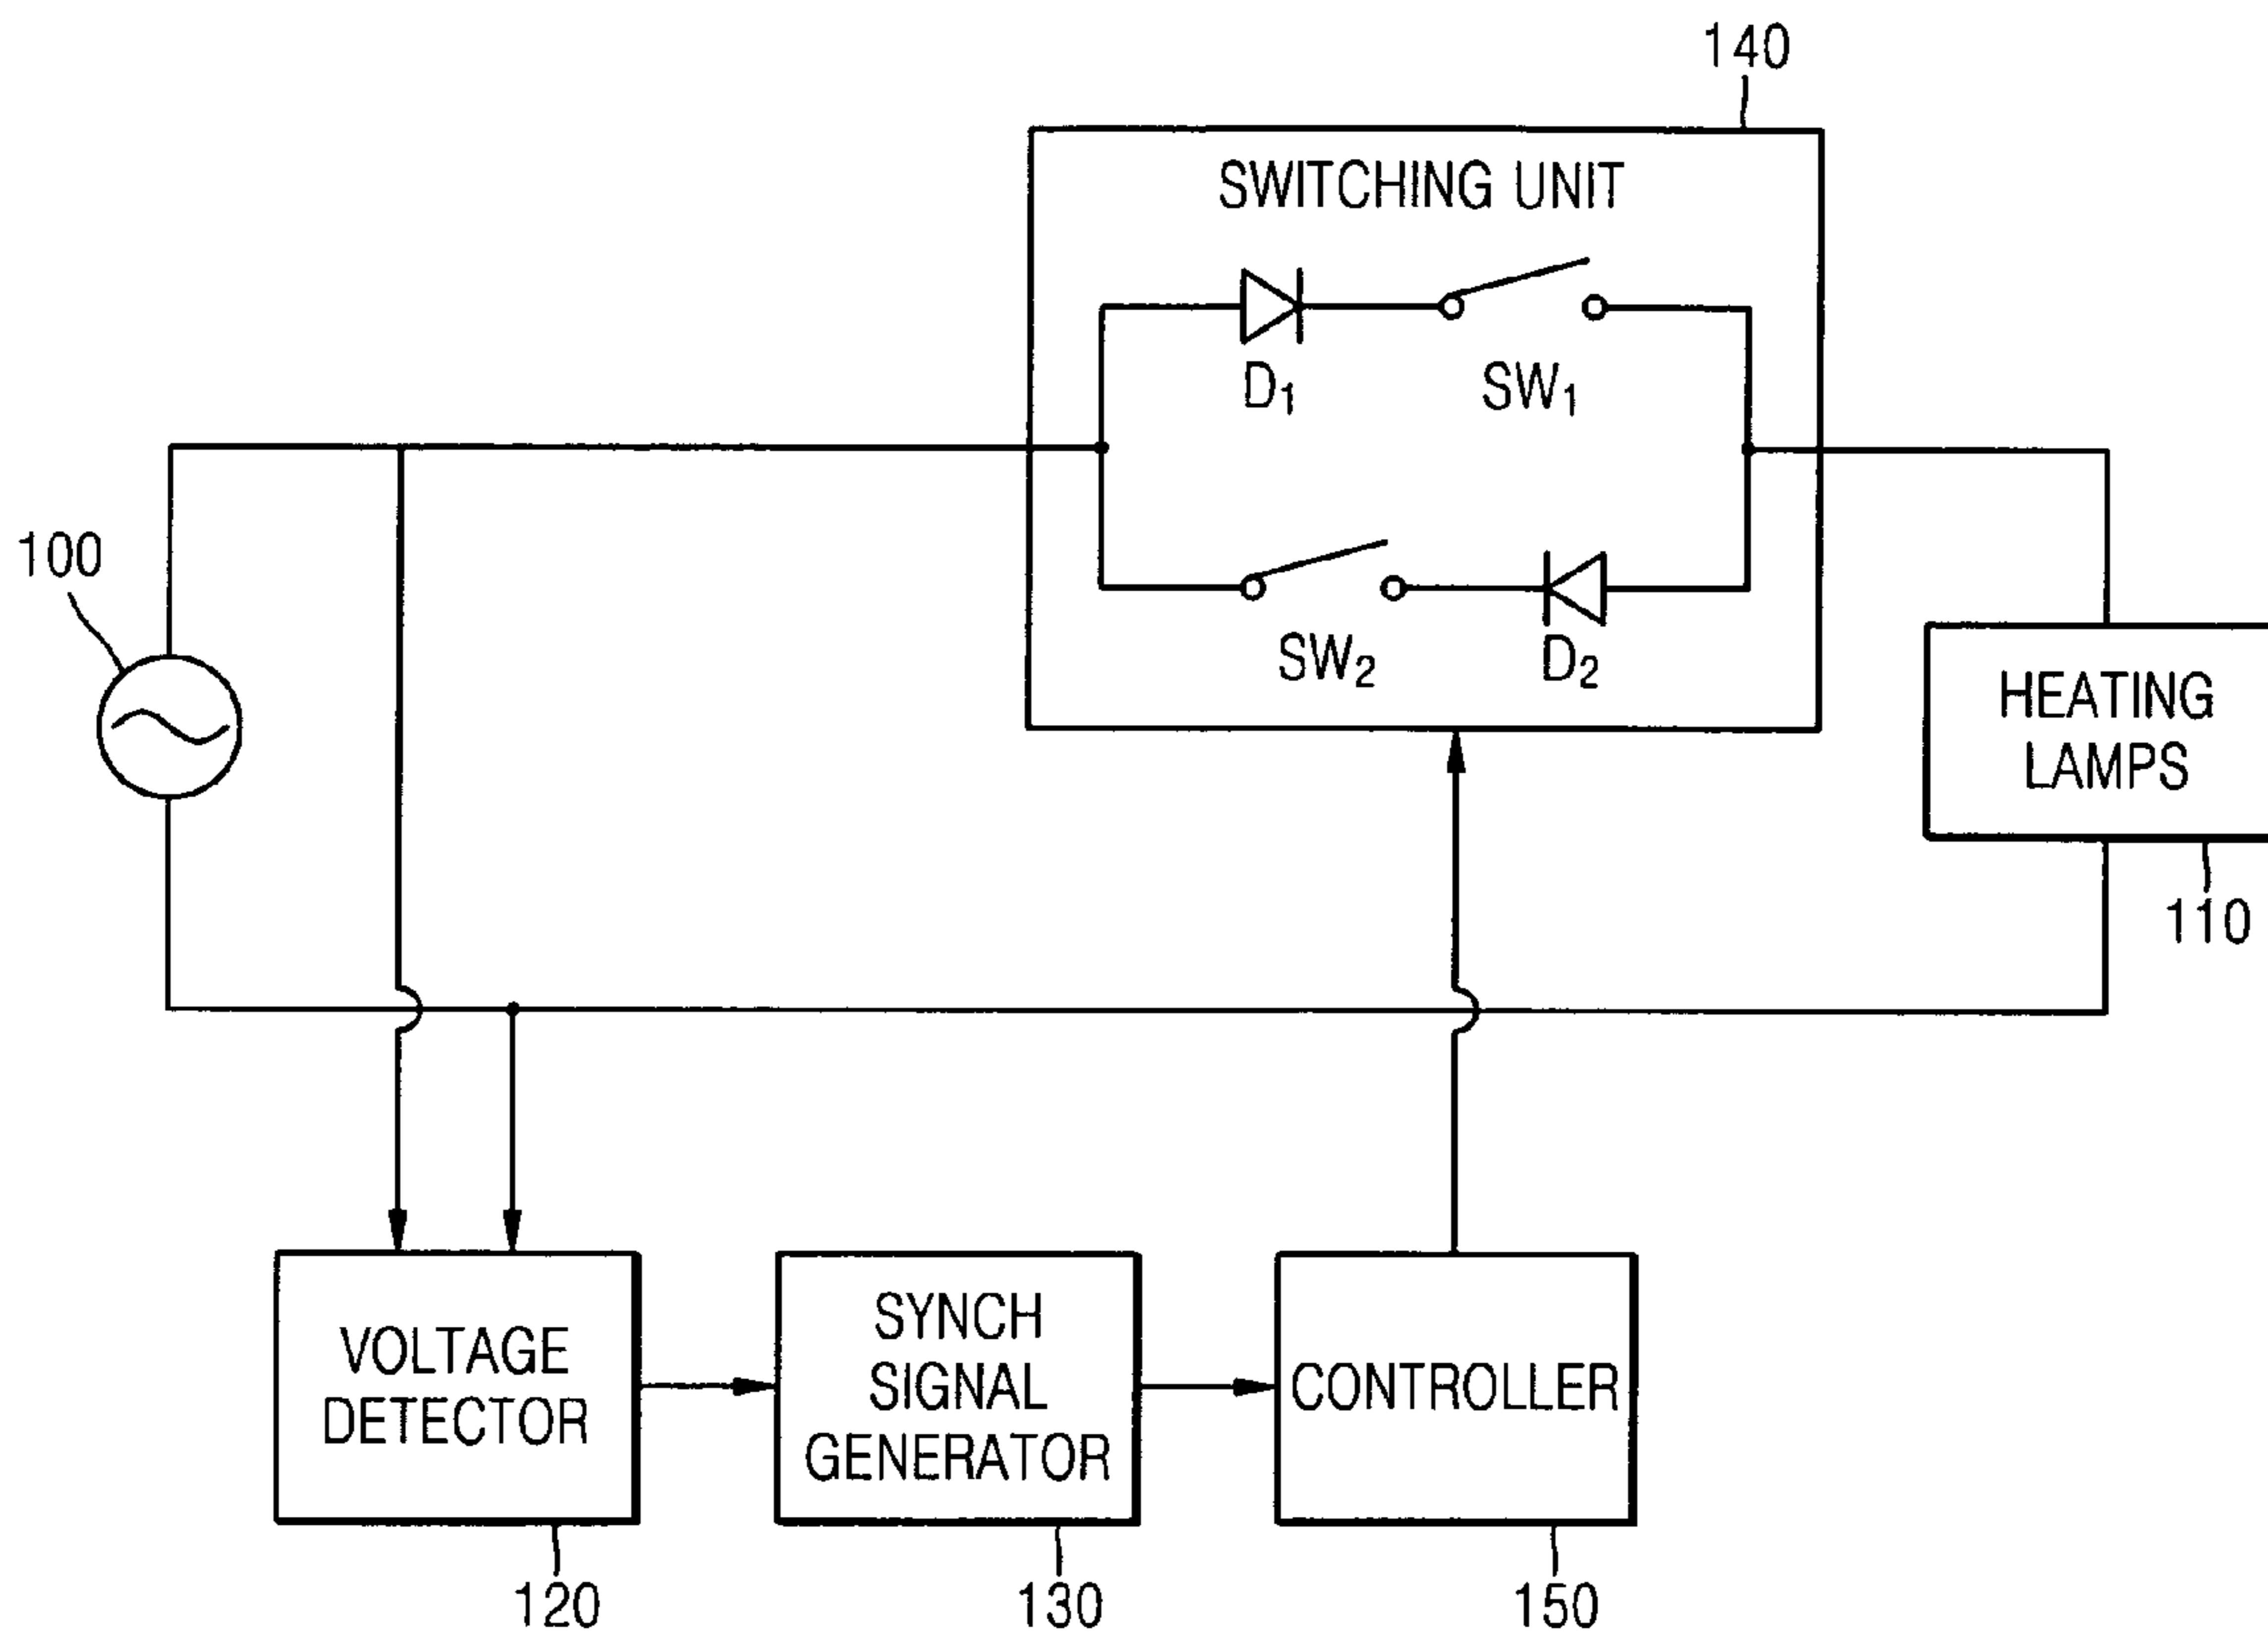 140
SWITCHING UNIT
D1
SW1
100
SW2
D2
HEATING
LAMPS
110
VOLTAGE
DETECTOR
SYNCH
SIGNAL
GENERATOR
CONTROLLER
120
130
150